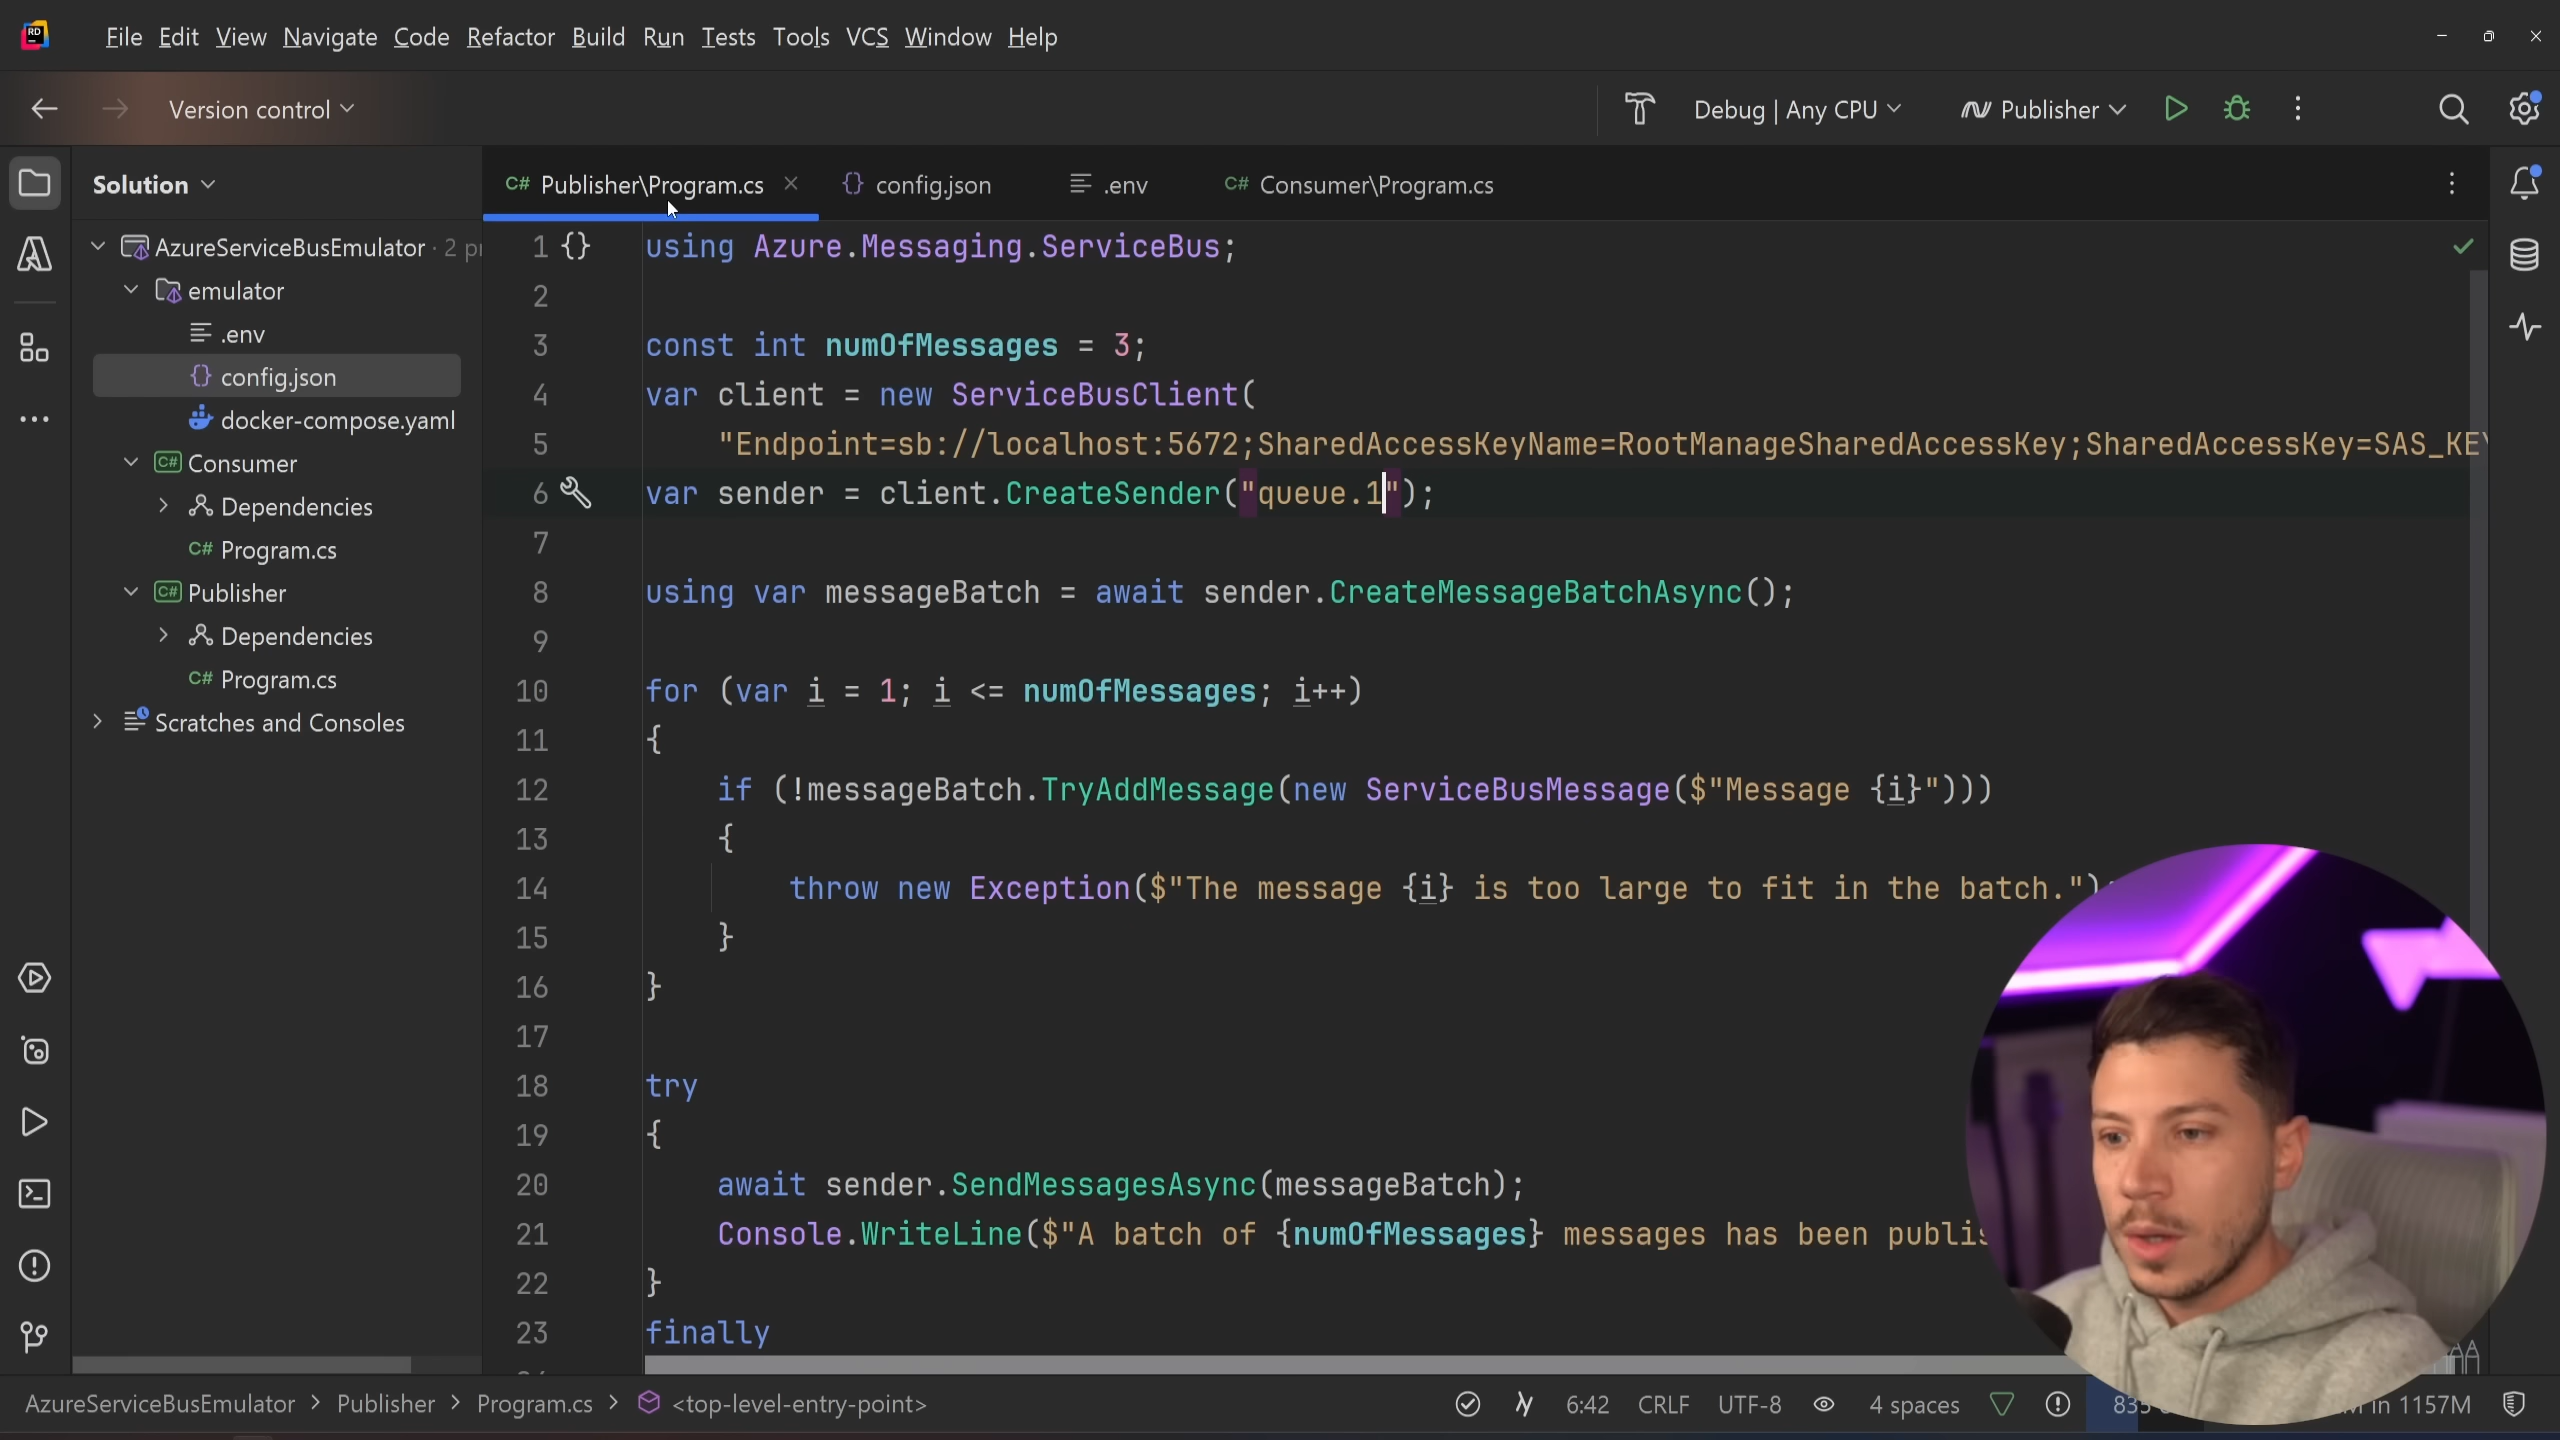 RD
File Edit View Navigate Code Refactor Build Run Tests Tools VCS Window Help
Version control
Debug | Any CPU
Publisher
Solution
C# Publisher\Program.cs
{} config.json
.env
C# Consumer\Program.cs
AzureServiceBusEmulator · 2 pr
emulator
.env
{} config.json
docker-compose.yaml
C# Consumer
Dependencies
C# Program.cs
C# Publisher
Dependencies
C# Program.cs
Scratches and Consoles
1 {} using Azure.Messaging.ServiceBus;
2
3 const int numOfMessages = 3;
4 var client = new ServiceBusClient(
5 "Endpoint=sb://localhost:5672;SharedAccessKeyName=RootManageSharedAccessKey;SharedAccessKey=SAS_KEY
6 var sender = client.CreateSender("queue.1");
7
8 using var messageBatch = await sender.CreateMessageBatchAsync();
9
10 for (var i = 1; i <= numOfMessages; i++)
11 {
12 if (!messageBatch.TryAddMessage(new ServiceBusMessage($"Message {i}")))
13 {
14 throw new Exception($"The message {i} is too large to fit in the batch.");
15 }
16 }
17
18 try
19 {
20 await sender.SendMessagesAsync(messageBatch);
21 Console.WriteLine($"A batch of {numOfMessages} messages has been publis
22 }
23 finally
AzureServiceBusEmulator > Publisher > Program.cs > <top-level-entry-point>
6:42 CRLF UTF-8 4 spaces
in 1157M